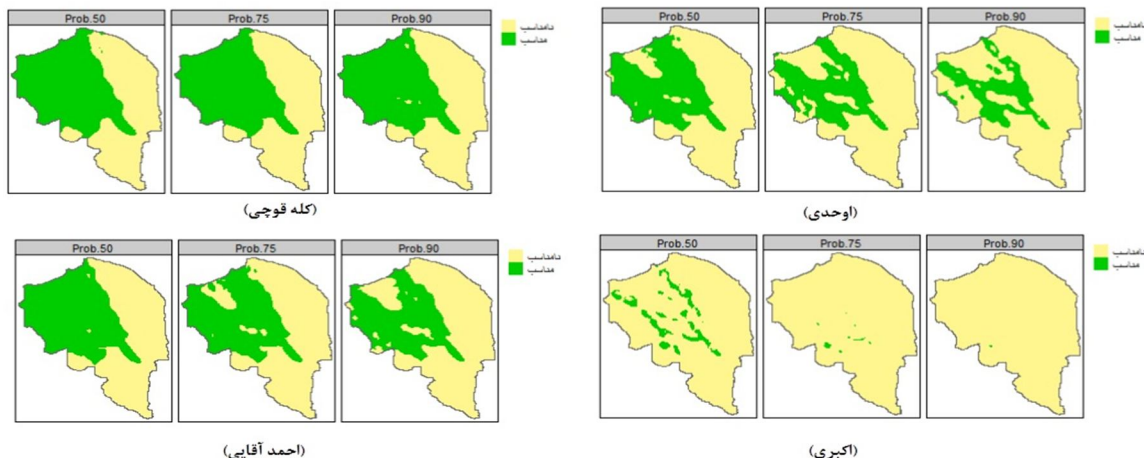 Prob.50 Prob.75 Prob.90
نامناسب
مناسب
(کله قوچی)
Prob.50 Prob.75 Prob.90
نامناسب
مناسب
(اوحدی)
Prob.50 Prob.75 Prob.90
نامناسب
مناسب
(احمد آقایی)
Prob.50 Prob.75 Prob.90
نامناسب
مناسب
(اکبری)